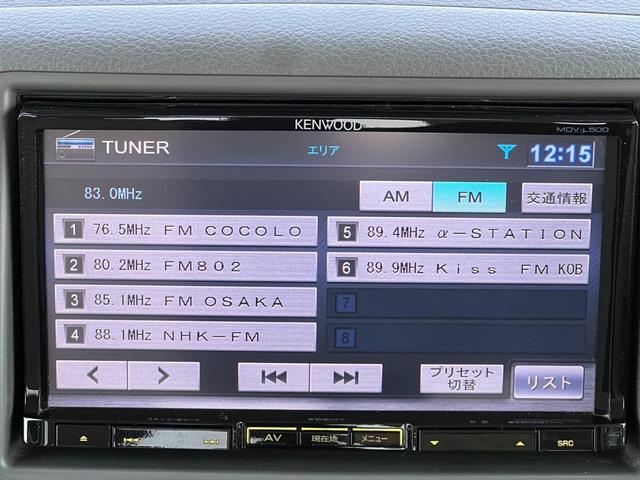 KENWOOD
MDV-L500
TUNER
エリア
12:15
83.0MHz
AM
FM
交通情報
1 76.5MHz FM COCOLO
5 89.4MHz α-STATION
2 80.2MHz FM802
6 89.9MHz Kiss FM KOB
3 85.1MHz FM OSAKA
7
4 88.1MHz NHK-FM
8
プリセット
切替
リスト
AV
現在地
メニュー
SRC